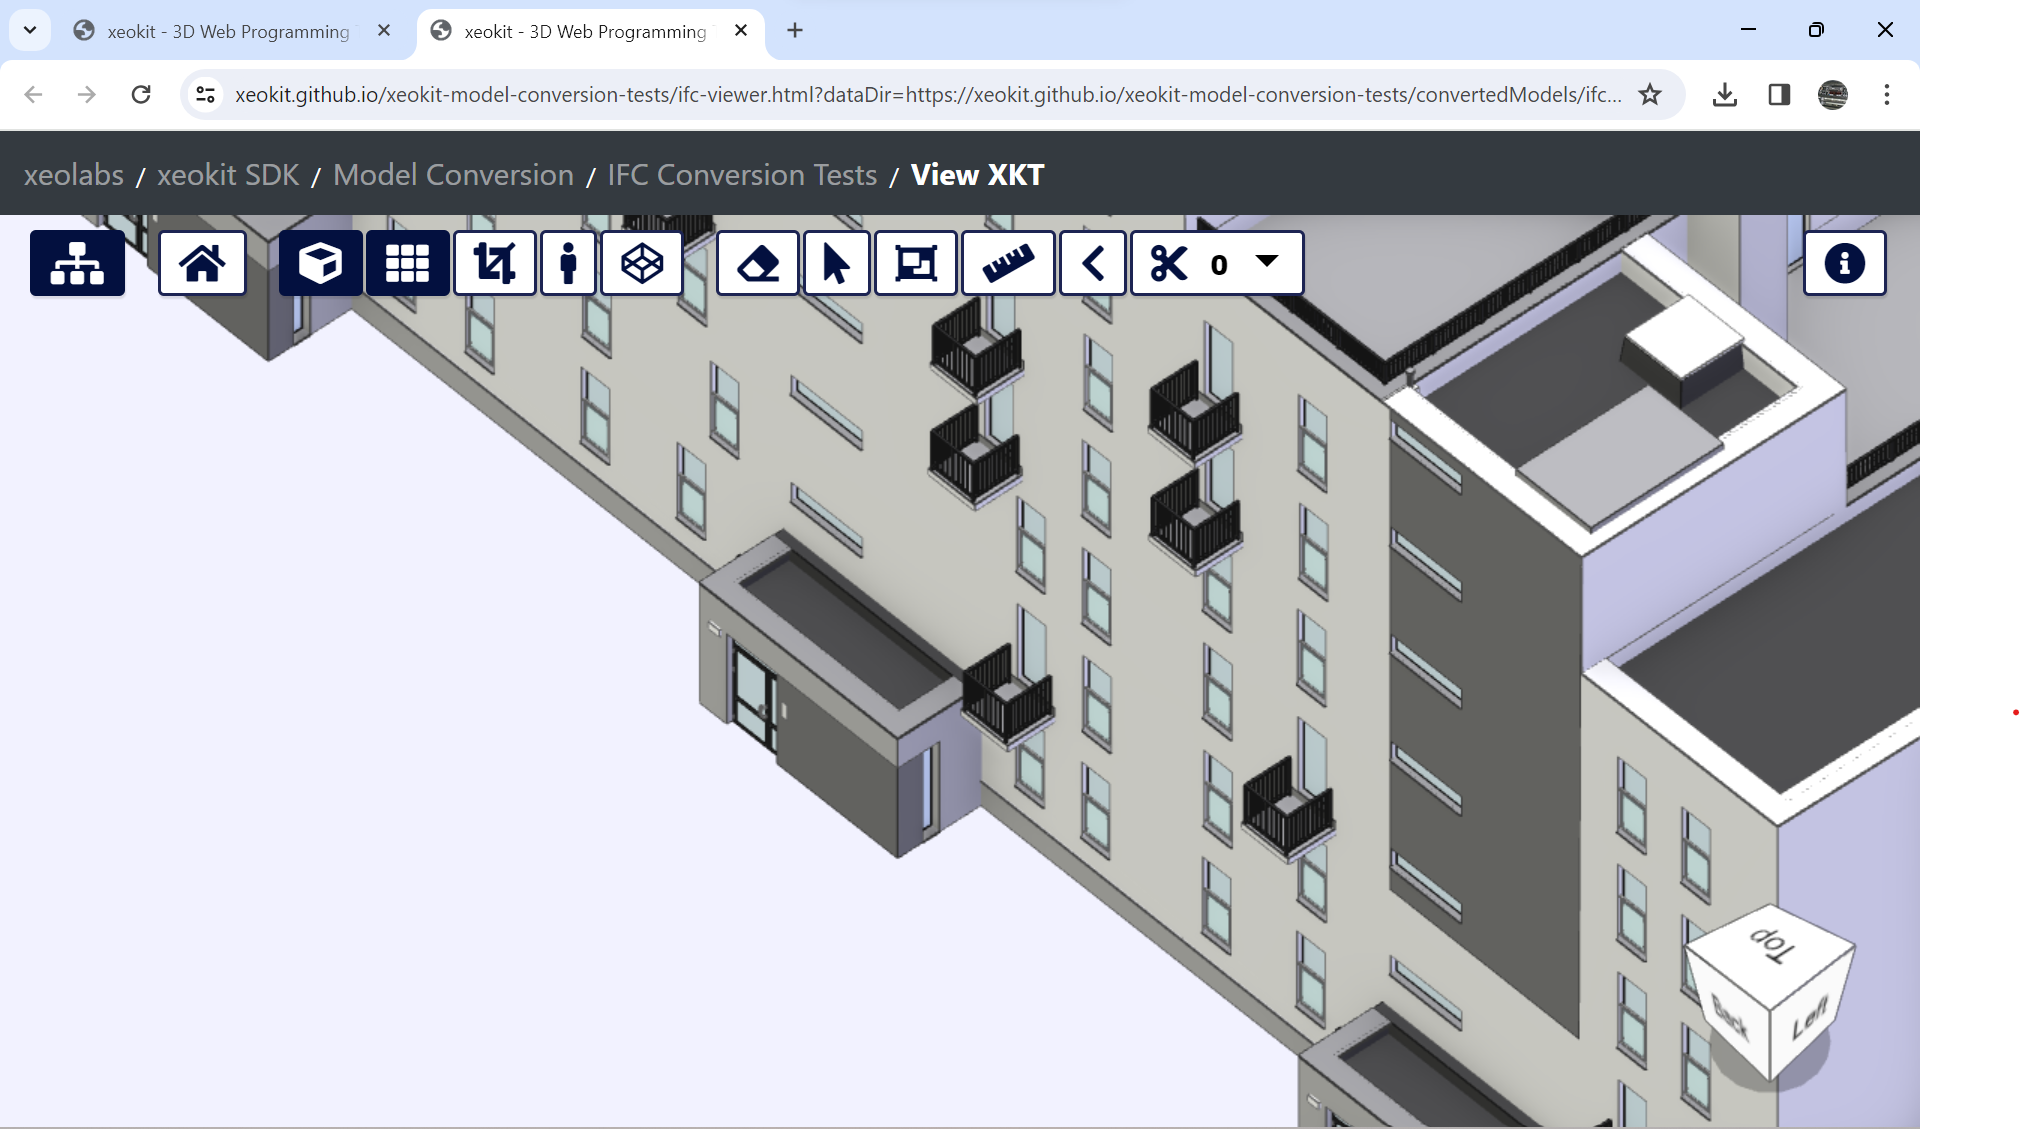 xeokit - 3D Web Programming
xeokit - 3D Web Programming
xeokit.github.io/xeokit-model-conversion-tests/ifc-viewer.html?dataDir=https://xeokit.github.io/xeokit-model-conversion-tests/convertedModels/ifc...
xeolabs / xeokit SDK / Model Conversion / IFC Conversion Tests / View XKT
0
Top
Back
Left